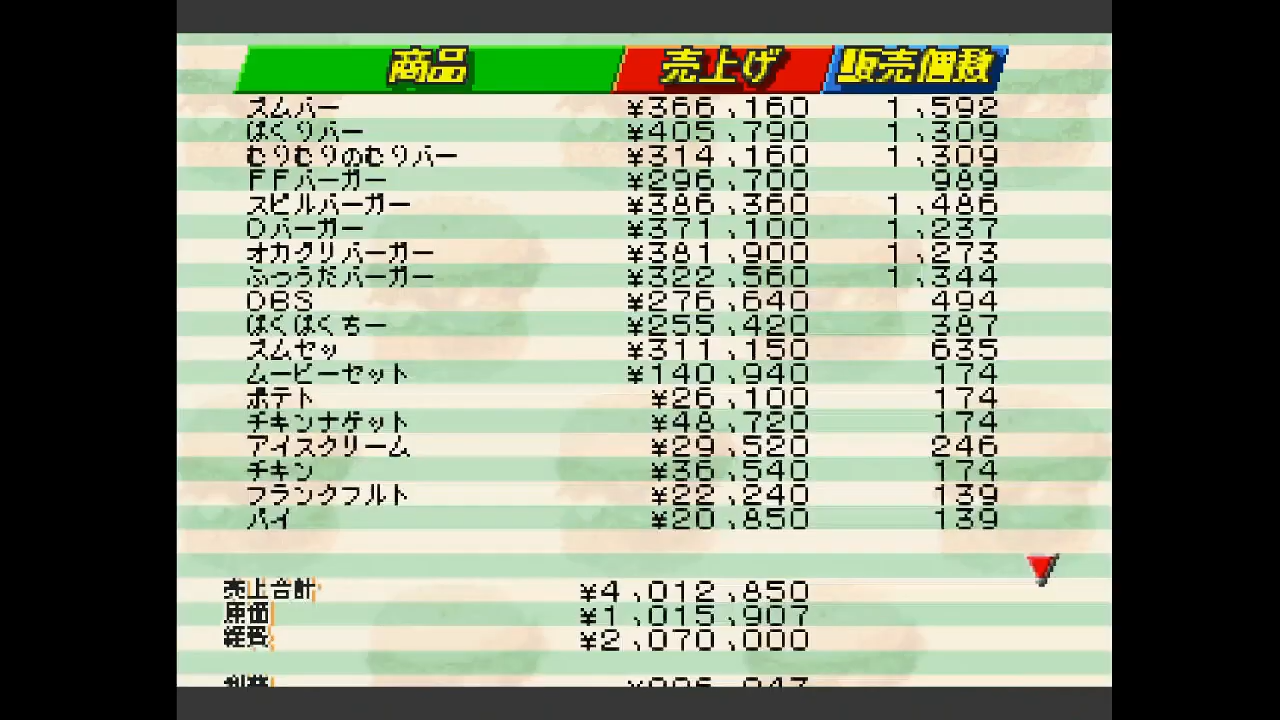 商品 売上げ 販売個数
ズムバー ¥366,160 1,592
ばくりバー ¥405,790 1,309
むりむりのむりバー ¥314,160 1,309
FFバーガー ¥296,700 989
スピルバーガー ¥386,360 1,486
Dバーガー ¥371,100 1,237
オカグリバーガー ¥381,900 1,273
ふつうだバーガー ¥322,560 1,344
DBS ¥276,640 494
ばくばくちー ¥255,420 387
ズムセッ ¥311,150 635
ムービーセット ¥140,940 174
ポテト ¥26,100 174
チキンナゲット ¥48,720 174
アイスクリーム ¥29,520 246
チキン ¥36,540 174
フランクフルト ¥22,240 139
パイ ¥20,850 139
売上合計 ¥4,012,850
原価 ¥1,015,907
経費 ¥2,070,000